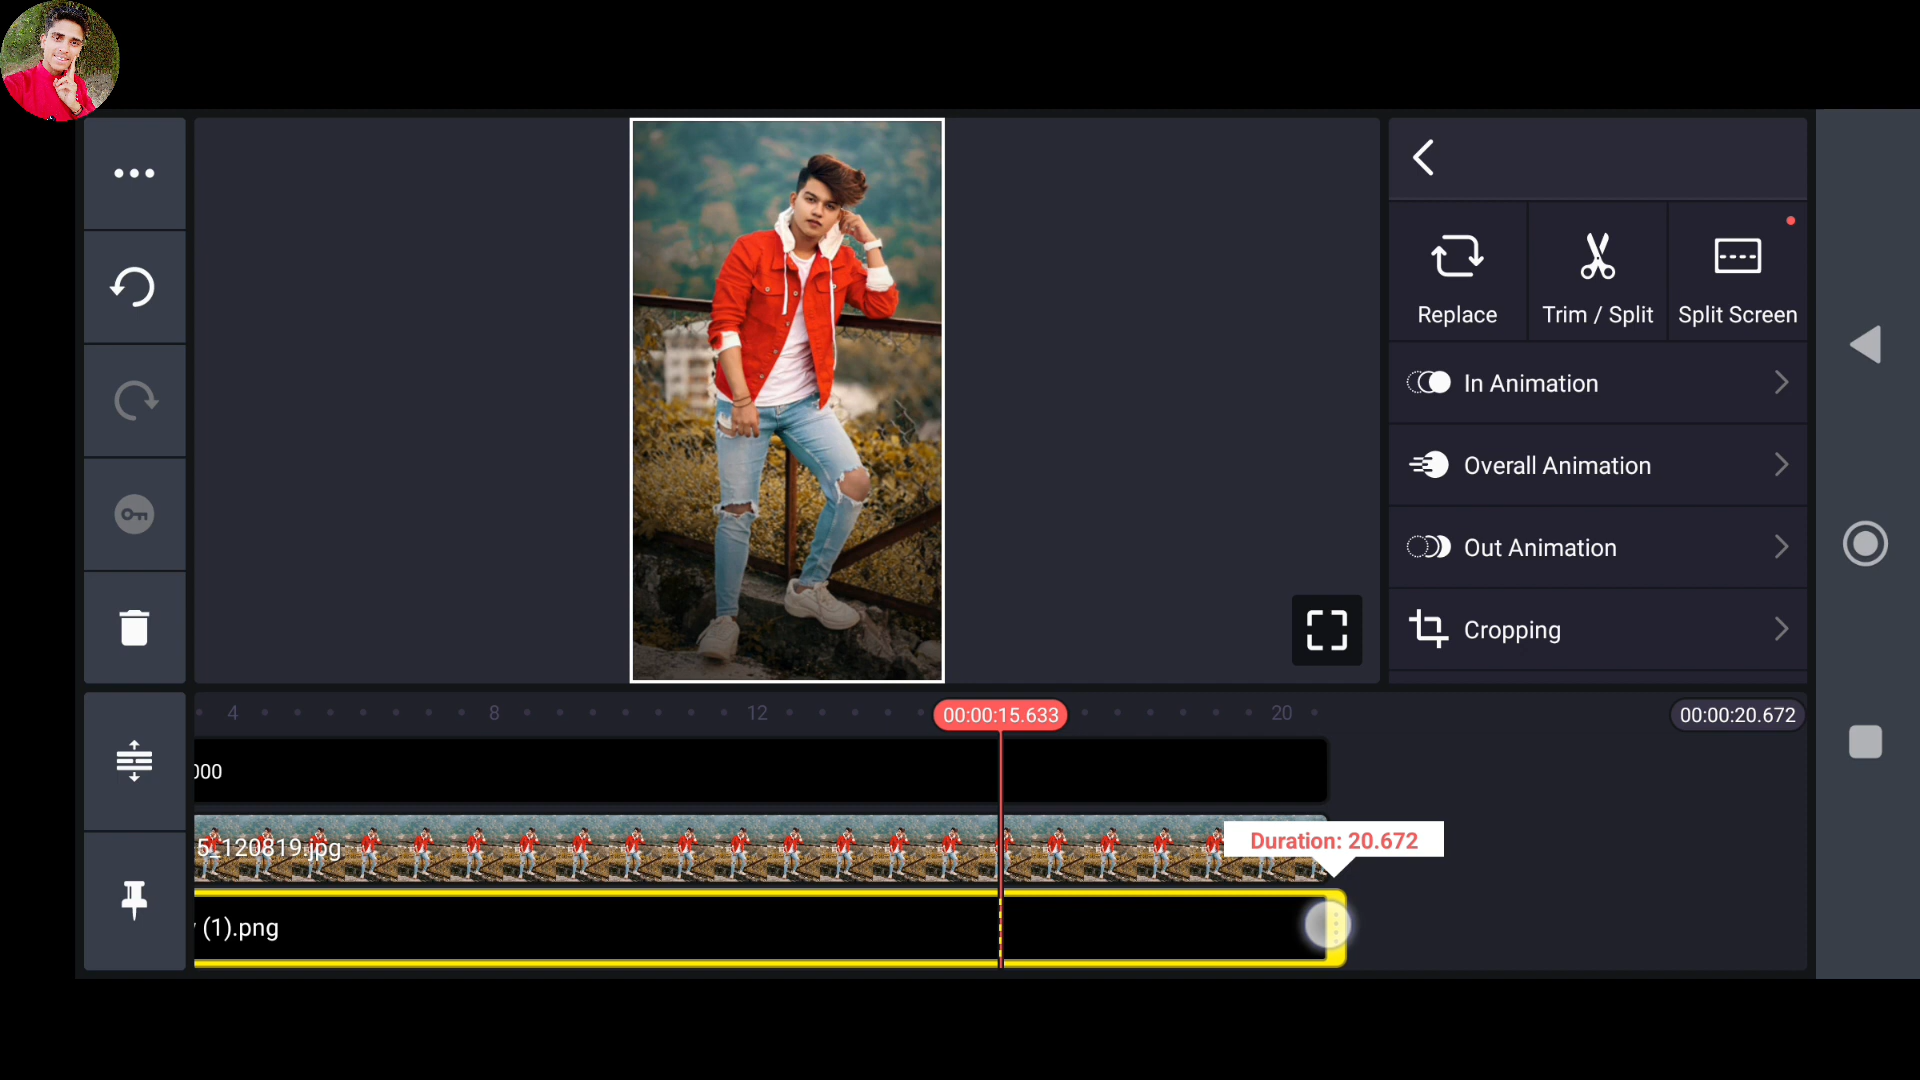 Replace
Trim / Split
Split Screen
In Animation
Overall Animation
Out Animation
Cropping
4
8
12
00:00:15.633
20
00:00:20.672
000
5_120819.jpg
Duration: 20.672
(1).png